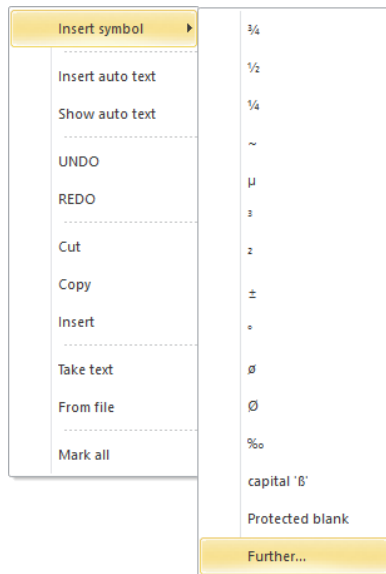 Insert symbol
Insert auto text
Show auto text
UNDO
REDO
Cut
Copy
Insert
Take text
From file
Mark all
¾
½
¼
~
µ
³
²
±
°
ø
Ø
‰
capital 'ß'
Protected blank
Further...